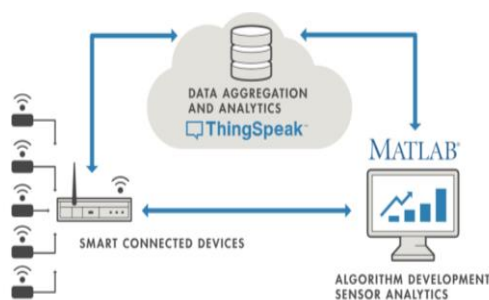 DATA AGGREGATION
AND ANALYTICS
ThingSpeak™
MATLAB®
SMART CONNECTED DEVICES
ALGORITHM DEVELOPMENT
SENSOR ANALYTICS